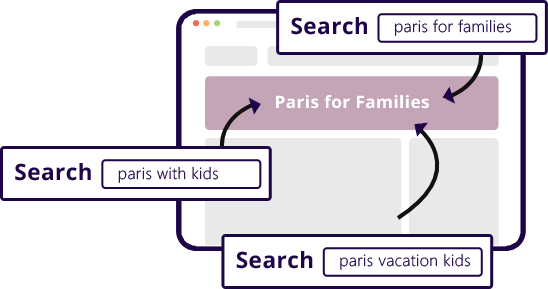 Search paris for families
Paris for Families
Search paris with kids
Search paris vacation kids